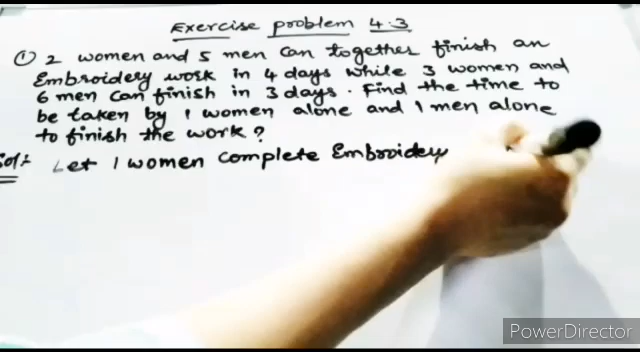 Exercise problem 4.3
① 2 women and 5 men can together finish an
Embroidery work in 4 days while 3 women and
6 men can finish in 3 days. Find the time to
be taken by 1 women alone and 1 men alone
to finish the work?
Sol:- Let 1 women complete Embroidey
PowerDirector